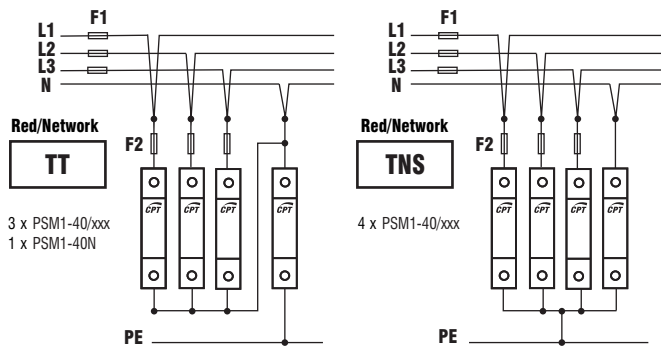 F1
L1
L2
L3
N
Red/Network
TT
F2
3 x PSM1-40/xxx
1 x PSM1-40N
CPT
CPT
CPT
CPT
PE
F1
L1
L2
L3
N
Red/Network
TNS
F2
4 x PSM1-40/xxx
CPT
CPT
CPT
CPT
PE